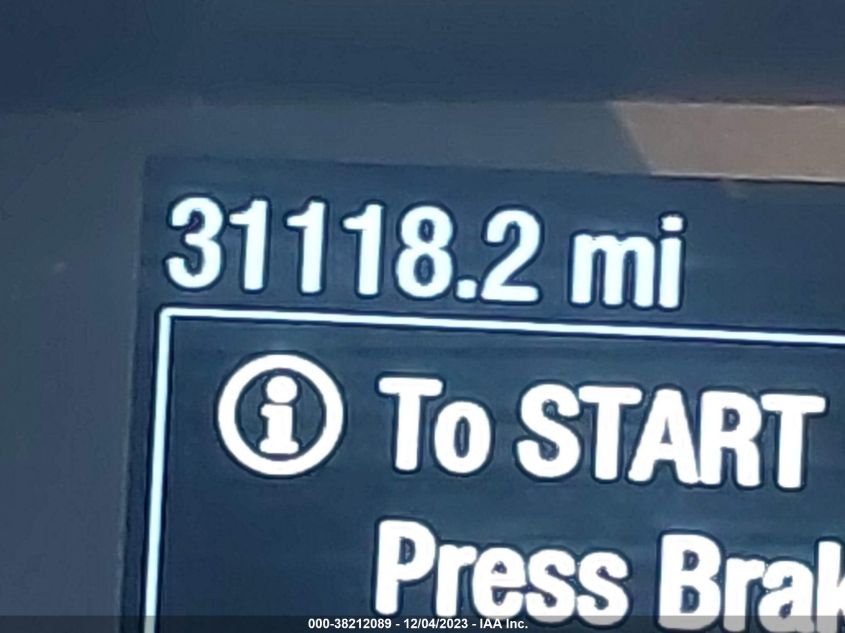 31118.2 mi
To START
Press Brak
000-38212089 - 12/04/2023 - IAA Inc.